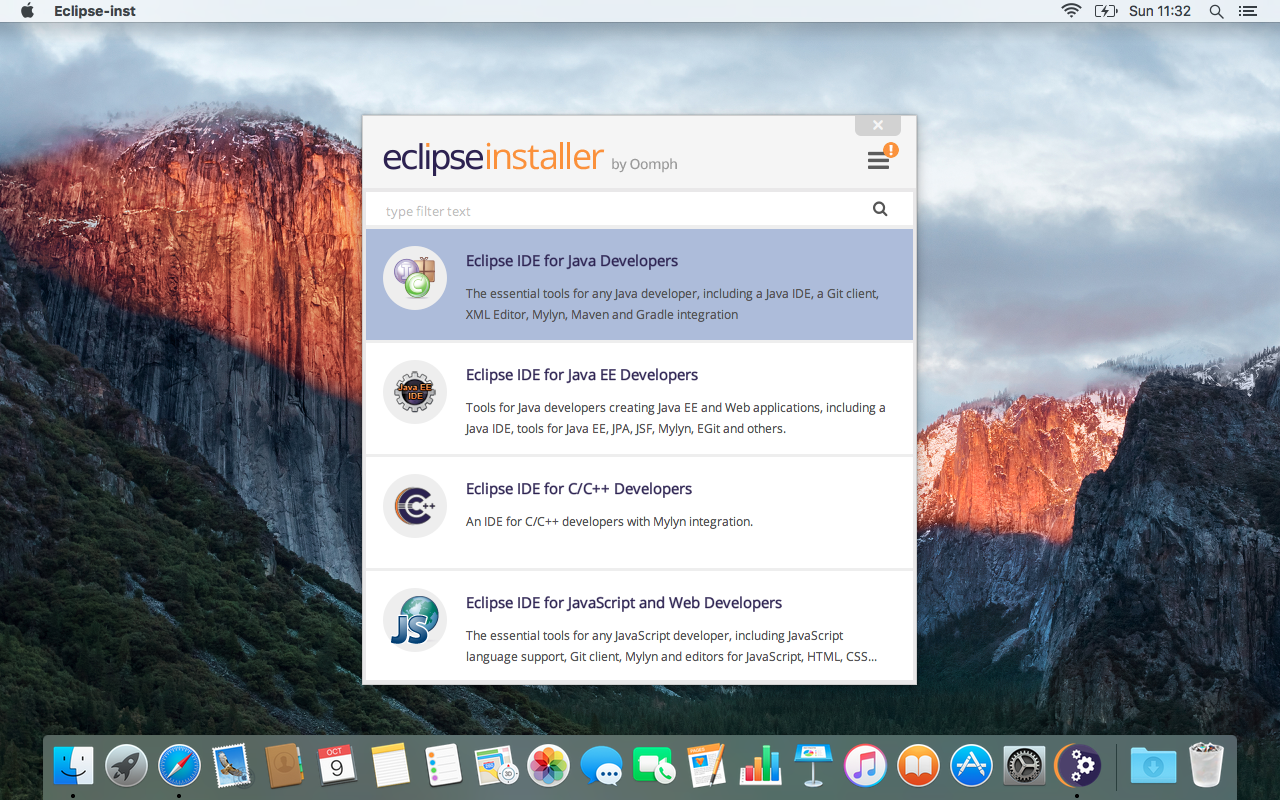 Eclipse-inst
Sun 11:32
eclipseinstaller by Oomph
type filter text
Eclipse IDE for Java Developers
The essential tools for any Java developer, including a Java IDE, a Git client,
XML Editor, Mylyn, Maven and Gradle integration
Java EE
IDE
Eclipse IDE for Java EE Developers
Tools for Java developers creating Java EE and Web applications, including a
Java IDE, tools for Java EE, JPA, JSF, Mylyn, EGit and others.
C++
Eclipse IDE for C/C++ Developers
An IDE for C/C++ developers with Mylyn integration.
JS
Eclipse IDE for JavaScript and Web Developers
The essential tools for any JavaScript developer, including JavaScript
language support, Git client, Mylyn and editors for JavaScript, HTML, CSS...
OCT
9
3D
PAGES